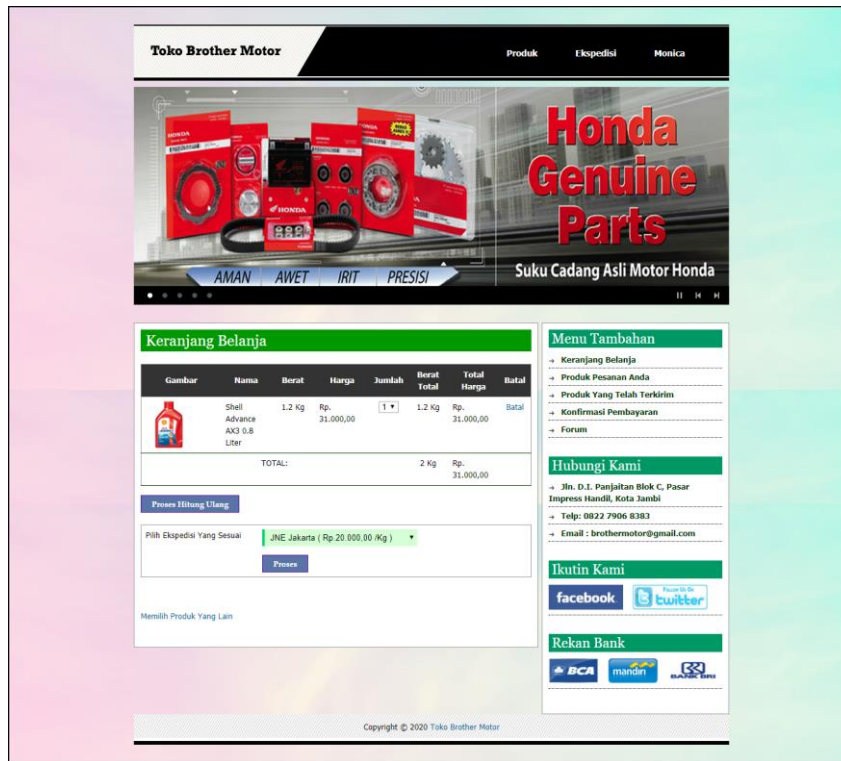 Toko Brother Motor
Produk Ekspedisi Monica
HONDA
Honda
Genuine
Parts
AMAN AWET IRIT PRESISI
Suku Cadang Asli Motor Honda
Keranjang Belanja
Gambar Nama Berat Harga Jumlah Berat Total Total Harga Batal
Shell Advance AX3 0.8 Liter 1.2 Kg Rp. 31.000,00 1 1.2 Kg Rp. 31.000,00 Batal
TOTAL: 2 Kg Rp. 31.000,00
Proses Hitung Ulang
Pilih Ekspedisi Yang Sesuai JNE Jakarta ( Rp.20.000,00 /Kg )
Proses
Memilih Produk Yang Lain
Menu Tambahan
→ Keranjang Belanja
→ Produk Pesanan Anda
→ Produk Yang Telah Terkirim
→ Konfirmasi Pembayaran
→ Forum
Hubungi Kami
→ Jln. D.I. Panjaitan Blok C, Pasar
Impress Handil, Kota Jambi
→ Telp: 0822 7906 8383
→ Email : brothermotor@gmail.com
Ikutin Kami
facebook twitter
Rekan Bank
BCA mandiri BANK BRI
Copyright © 2020 Toko Brother Motor